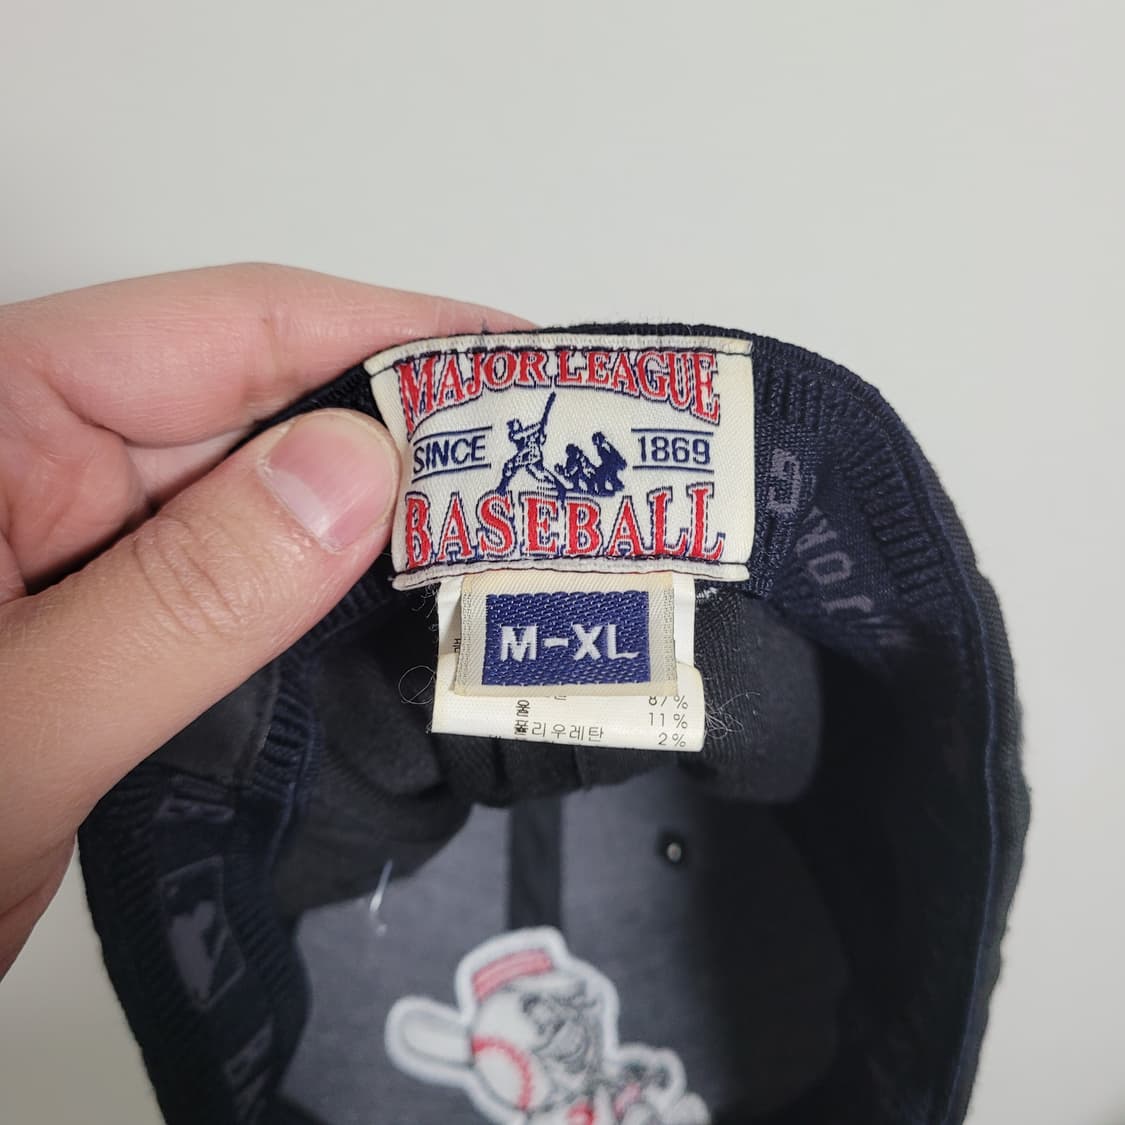 MAJOR LEAGUE
SINCE 1869
BASEBALL
M-XL
87%
11%
폴리우레탄 2%